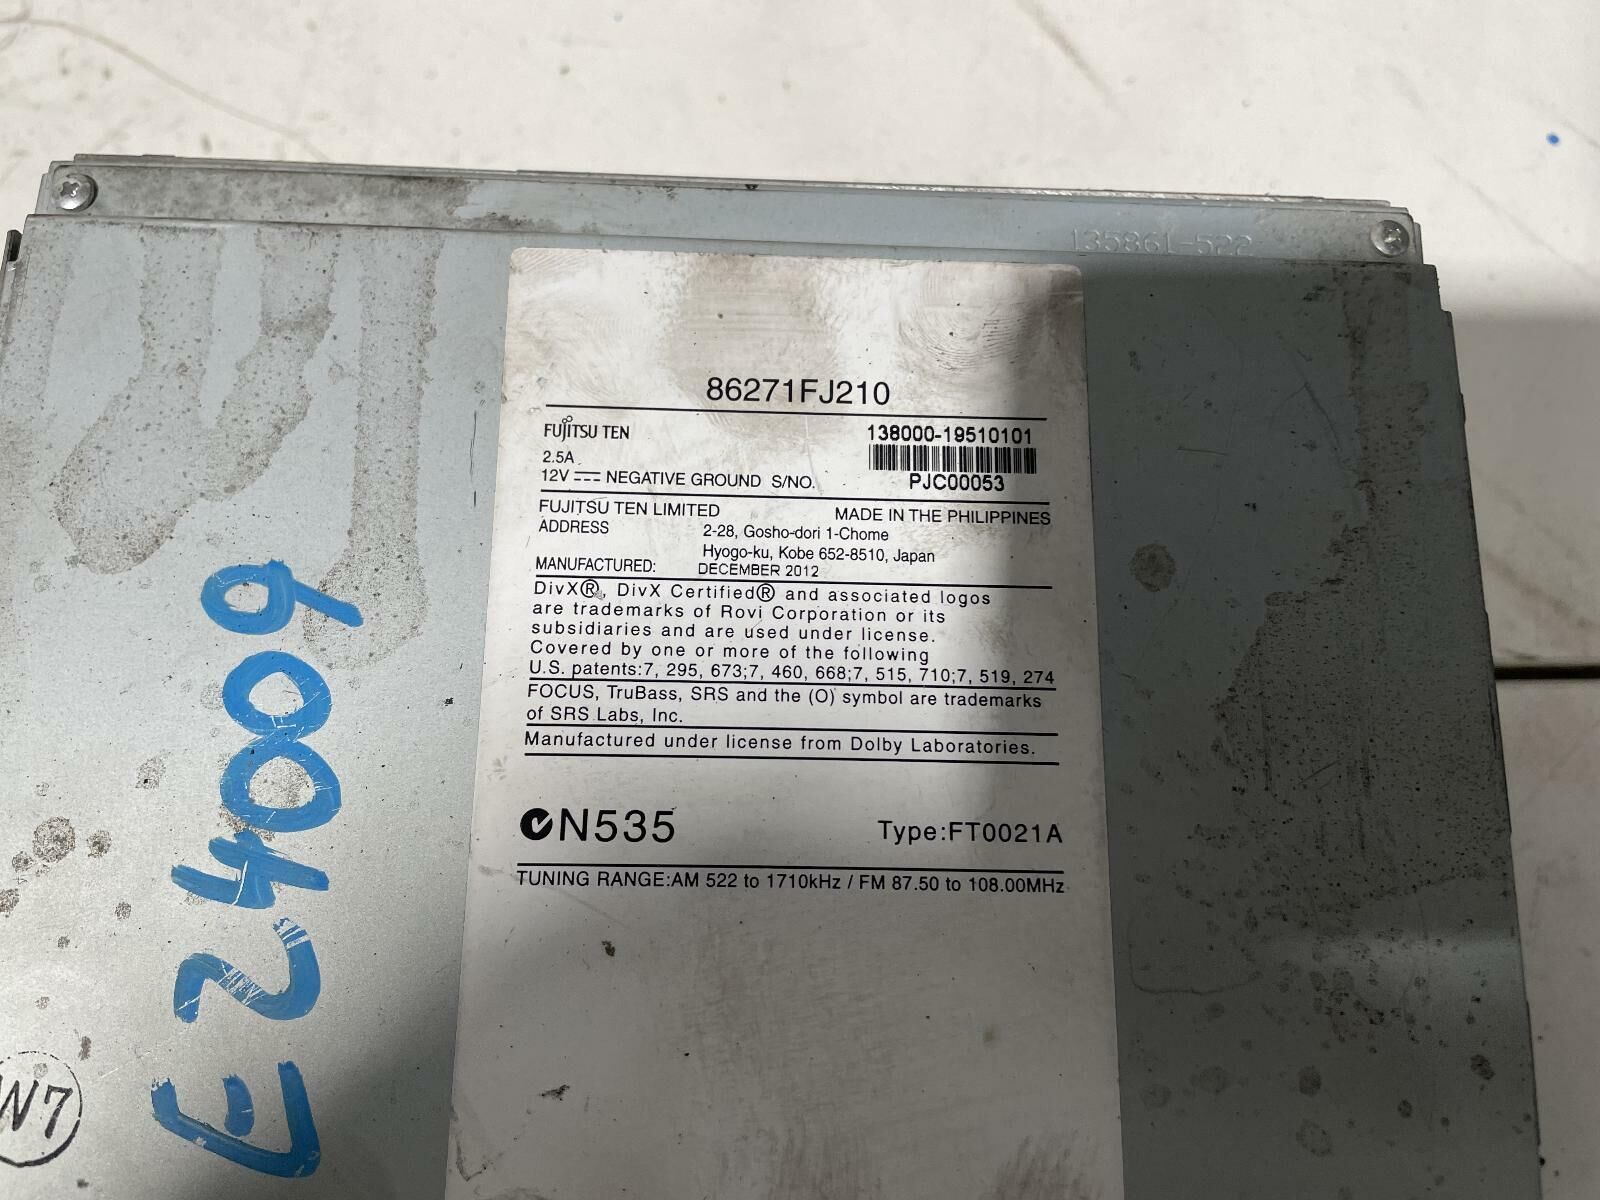 135861-522
86271FJ210
FUJITSU TEN
138000-19510101
2.5A
12V NEGATIVE GROUND S/NO. PJC00053
FUJITSU TEN LIMITED MADE IN THE PHILIPPINES
ADDRESS 2-28, Gosho-dori 1-Chome
Hyogo-ku, Kobe 652-8510, Japan
MANUFACTURED: DECEMBER 2012
DivX®, DivX Certified® and associated logos
are trademarks of Rovi Corporation or its
subsidiaries and are used under license.
Covered by one or more of the following
U.S. patents:7, 295, 673;7, 460, 668;7, 515, 710;7, 519, 274
FOCUS, TruBass, SRS and the (O) symbol are trademarks
of SRS Labs, Inc.
Manufactured under license from Dolby Laboratories.
N535 Type:FT0021A
TUNING RANGE:AM 522 to 1710kHz / FM 87.50 to 108.00MHz
E24009
W7